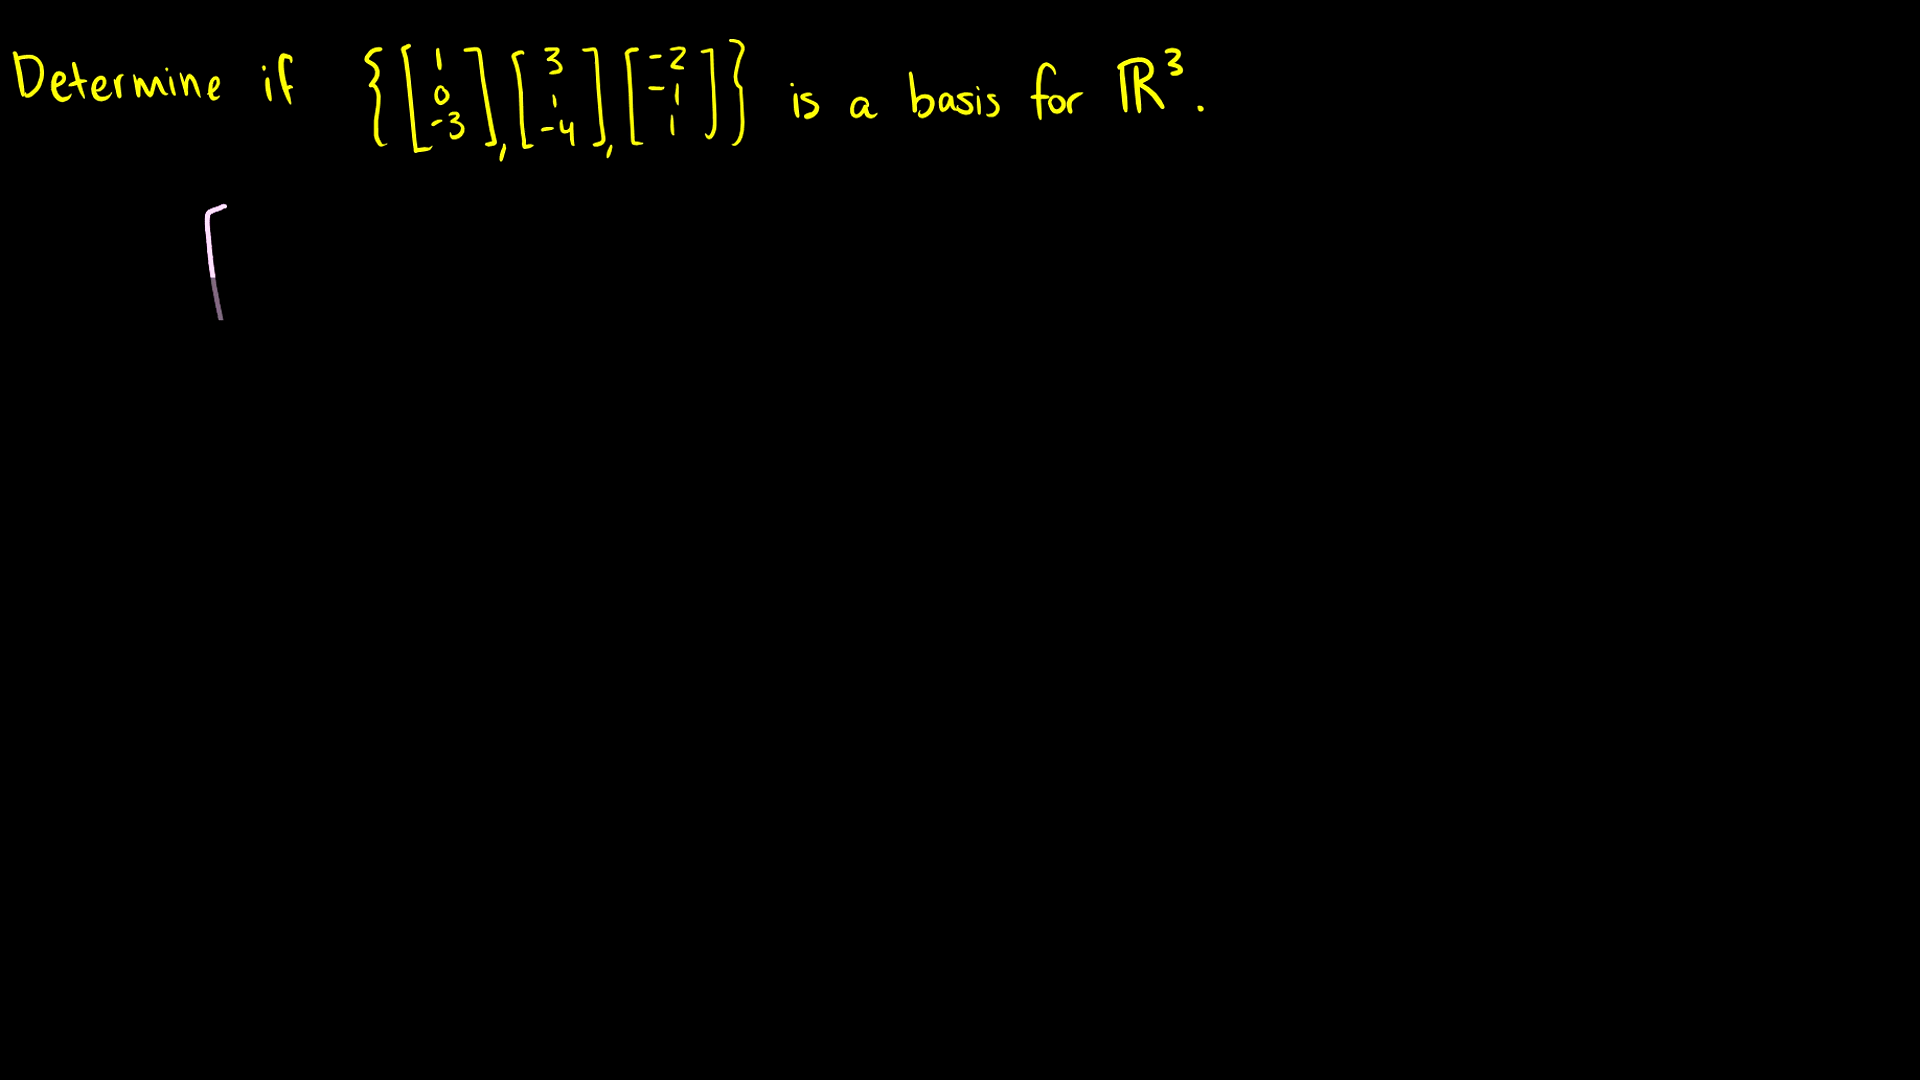 Determine if {[1 0 -3], [3 1 -4], [-2 -1 1]} is a basis for ℝ³.